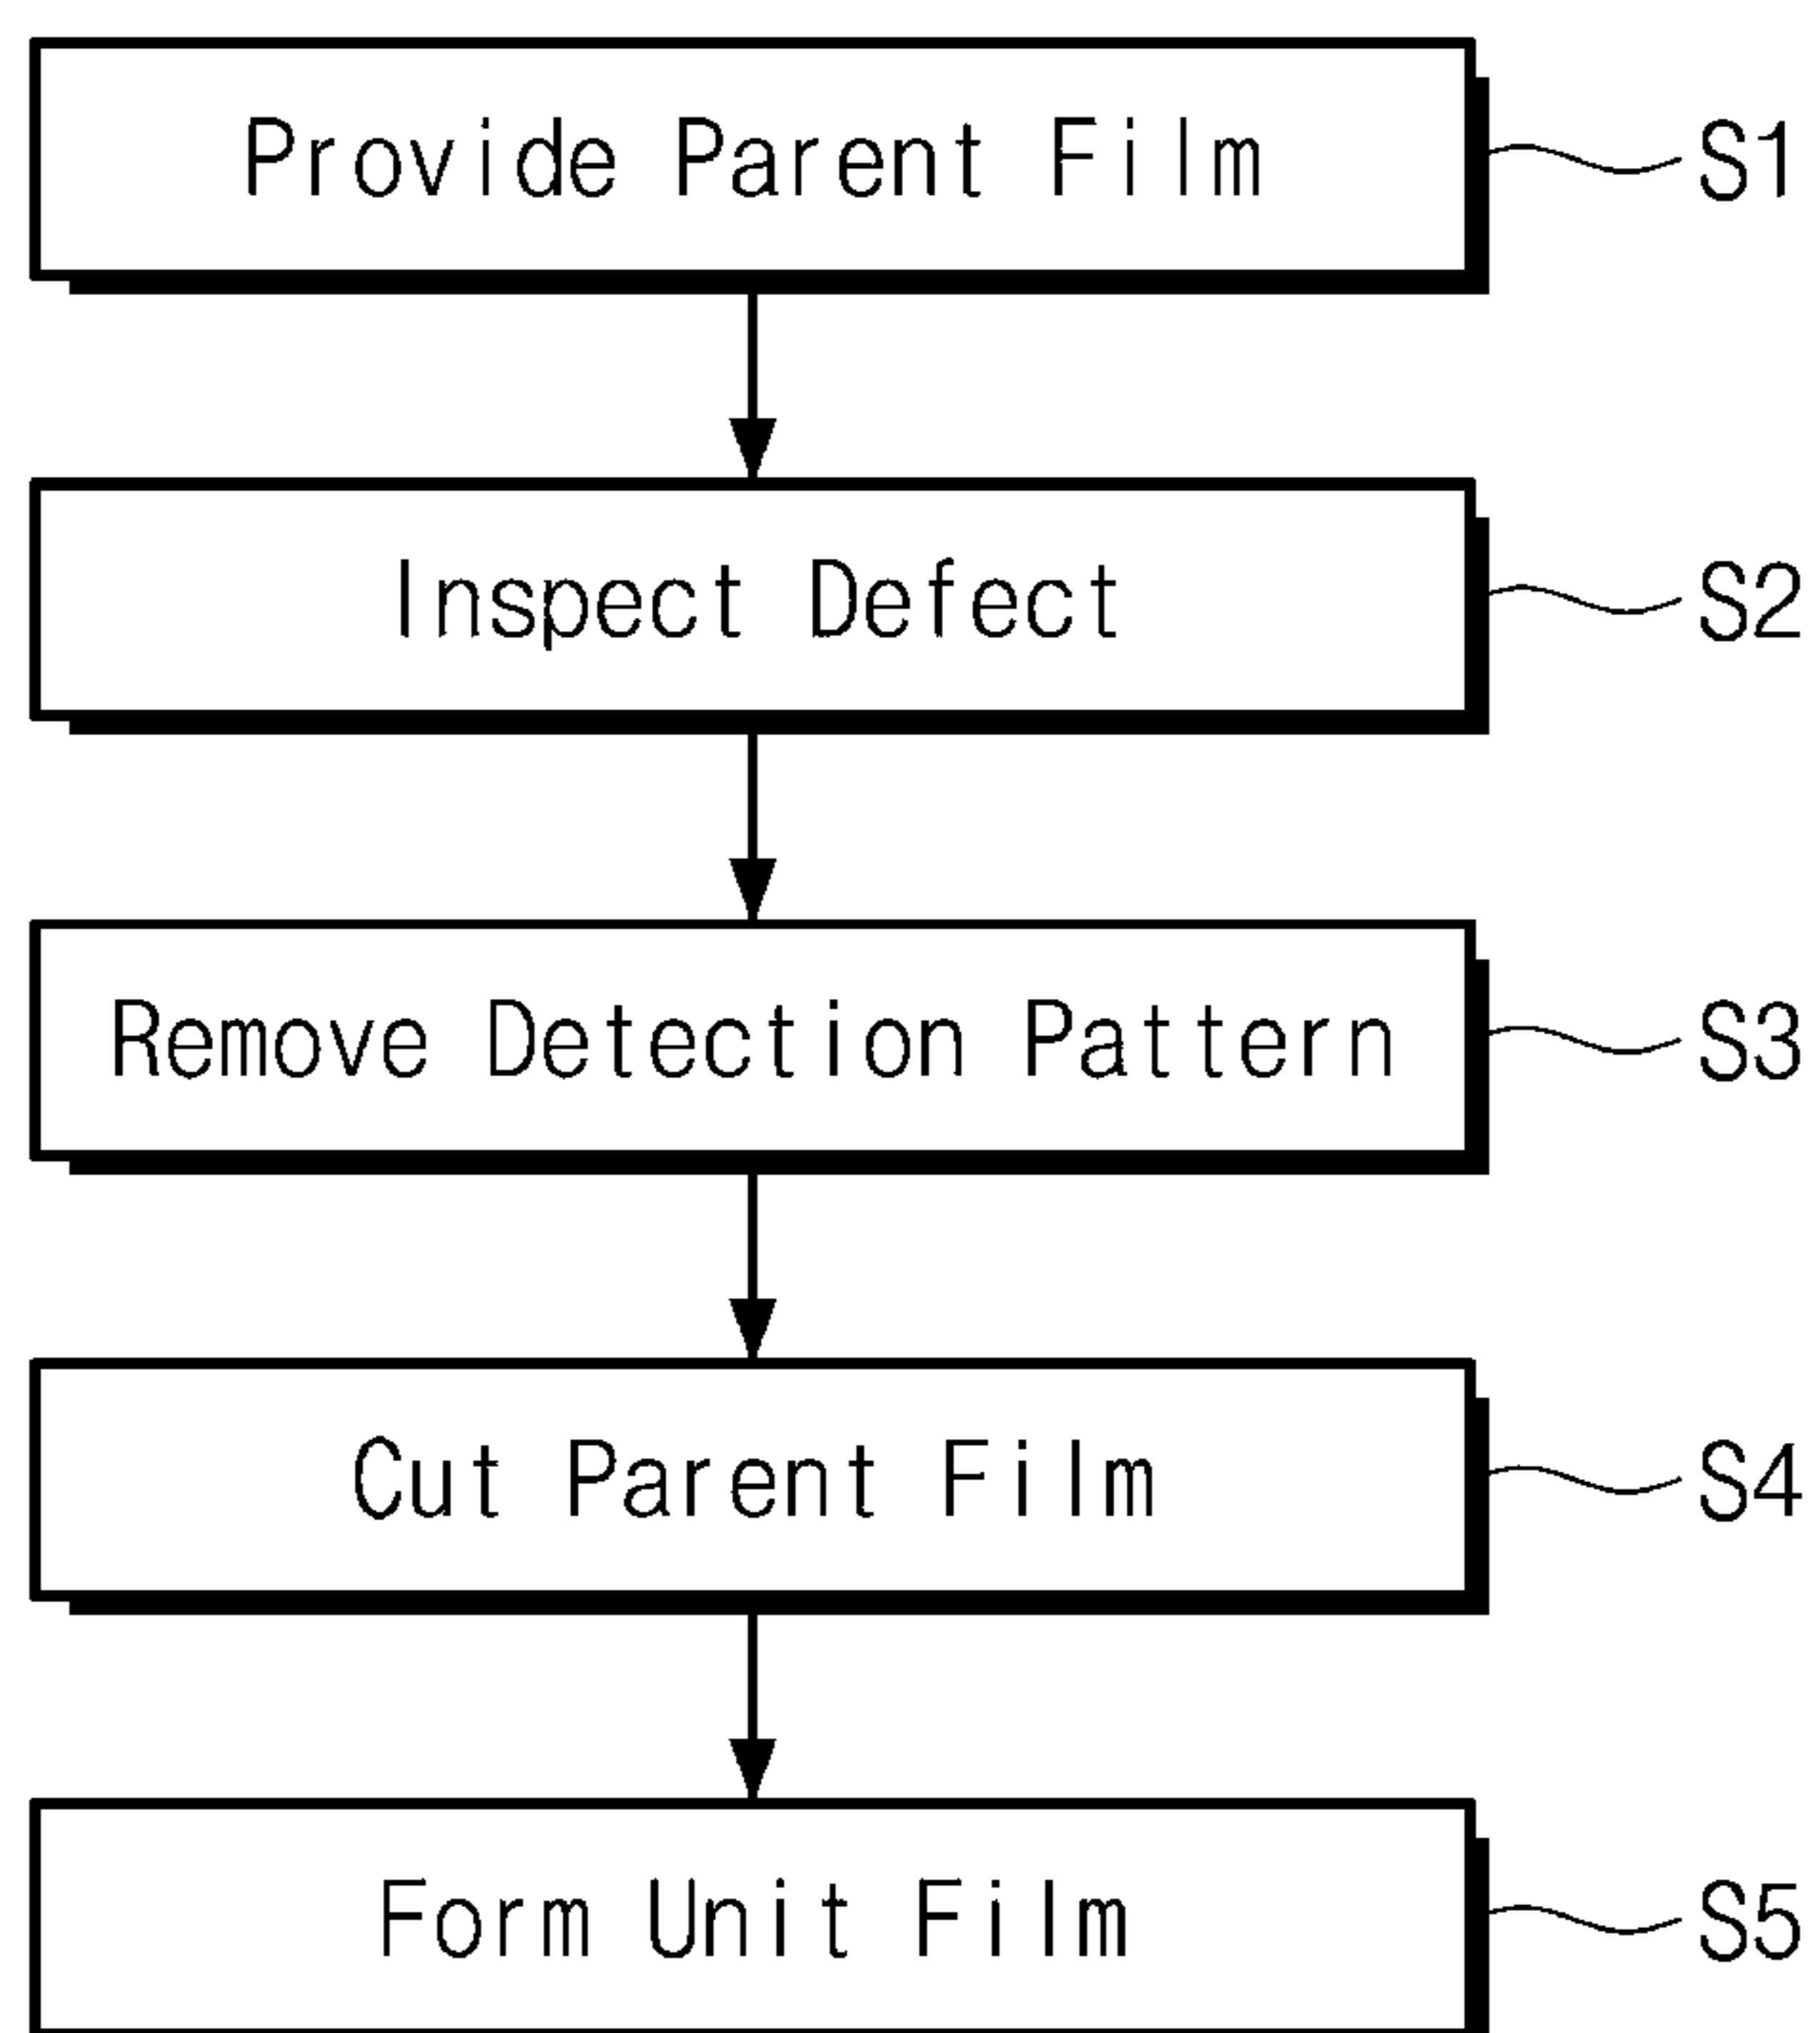 Provide Parent Film S1
Inspect Defect S2
Remove Detection Pattern S3
Cut Parent Film S4
Form Unit Film S5